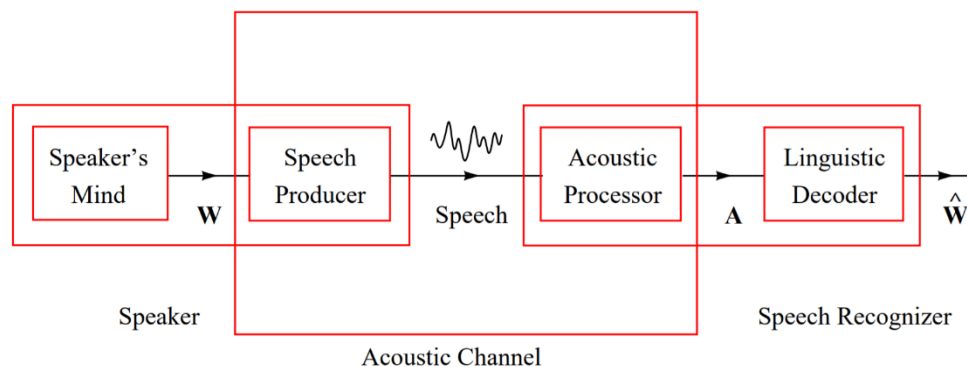 Speaker's
Mind
W
Speech
Producer
Speech
Acoustic
Processor
A
Linguistic
Decoder
Ŵ
Speaker
Acoustic Channel
Speech Recognizer